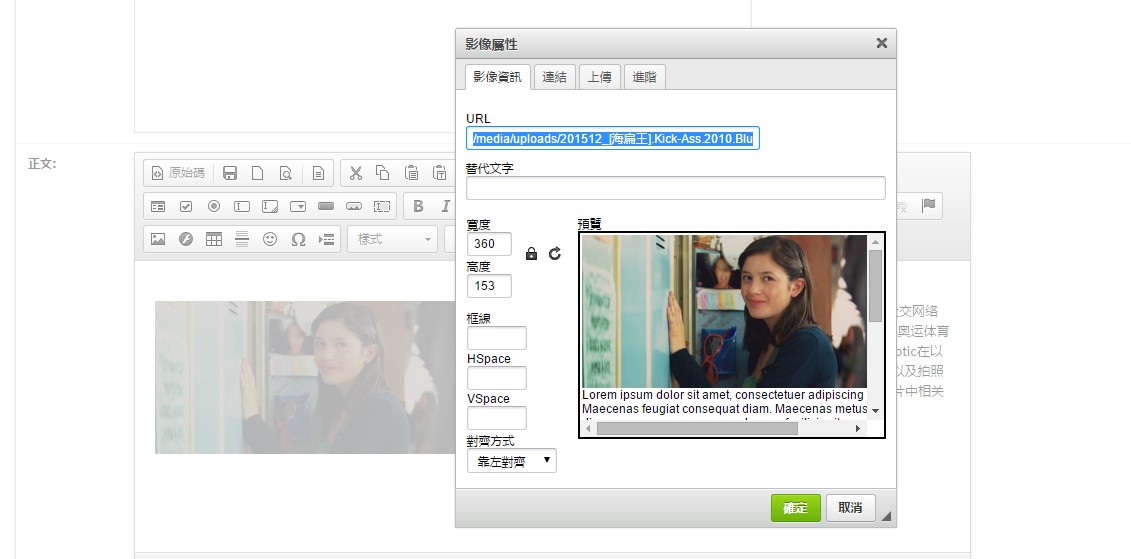 影像屬性
影像資訊
連結
上傳
進階
URL
/media/uploads/201512_[海扁王].Kick-Ass.2010.Blu
正文:
原始碼
替代文字
B I
寬度
預覽
360
高度
153
樣式
框線
HSpace
VSpace
交网络
奥运体育
ptic在以
以及拍照
片中相关
Lorem ipsum dolor sit amet, consectetuer adipiscing
Maecenas feugiat consequat diam. Maecenas metus
對齊方式
靠左對齊
確定
取消